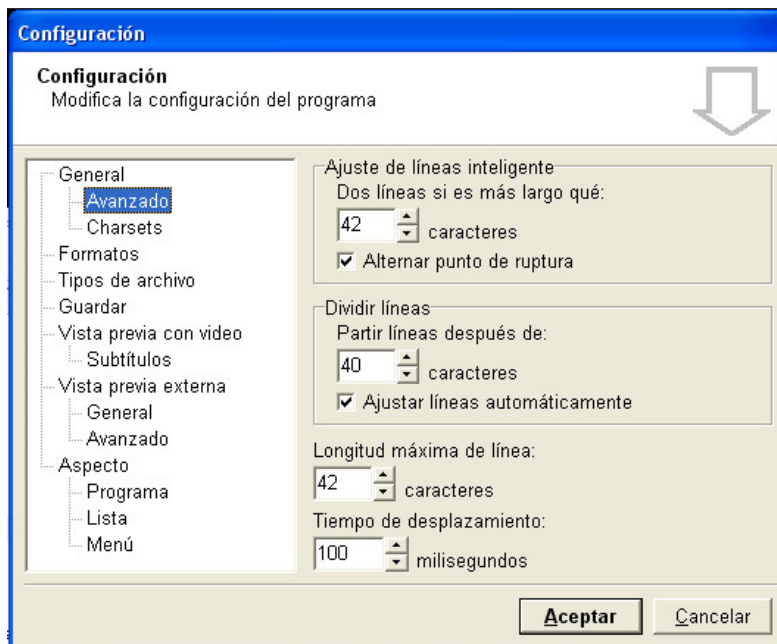 Configuración
Configuración
Modifica la configuración del programa
General
Avanzado
Charsets
Formatos
Tipos de archivo
Guardar
Vista previa con video
Subtítulos
Vista previa externa
General
Avanzado
Aspecto
Programa
Lista
Menú
Ajuste de líneas inteligente
Dos líneas si es más largo qué:
42 caracteres
Alternar punto de ruptura
Dividir líneas
Partir líneas después de:
40 caracteres
Ajustar líneas automáticamente
Longitud máxima de línea:
42 caracteres
Tiempo de desplazamiento:
100 milisegundos
Aceptar Cancelar